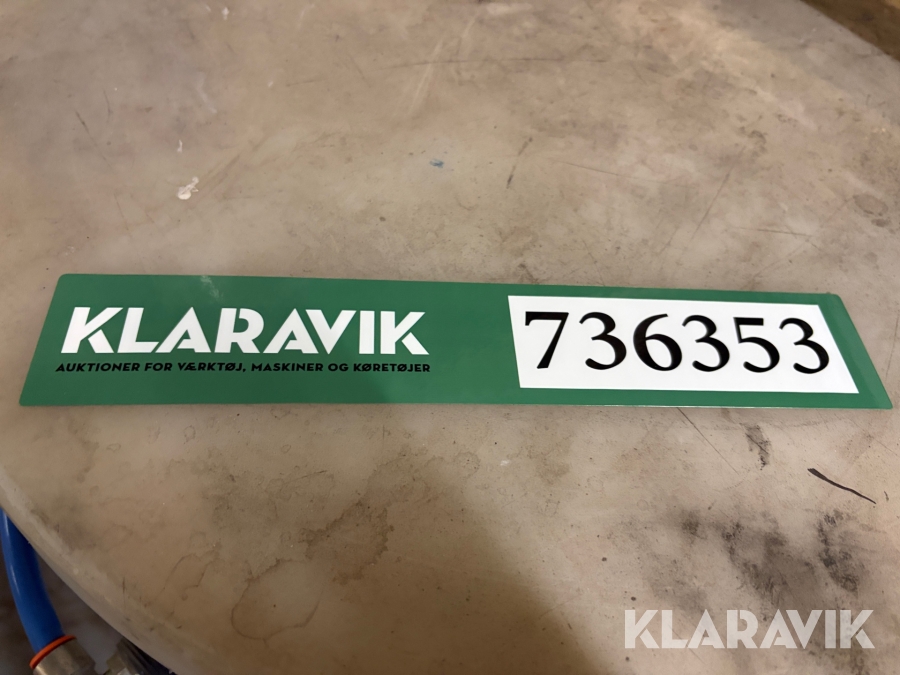 KLARAVIK
AUKTIONER FOR VÆRKTØJ, MASKINER OG KØRETØJER
736353
KLARAVIK